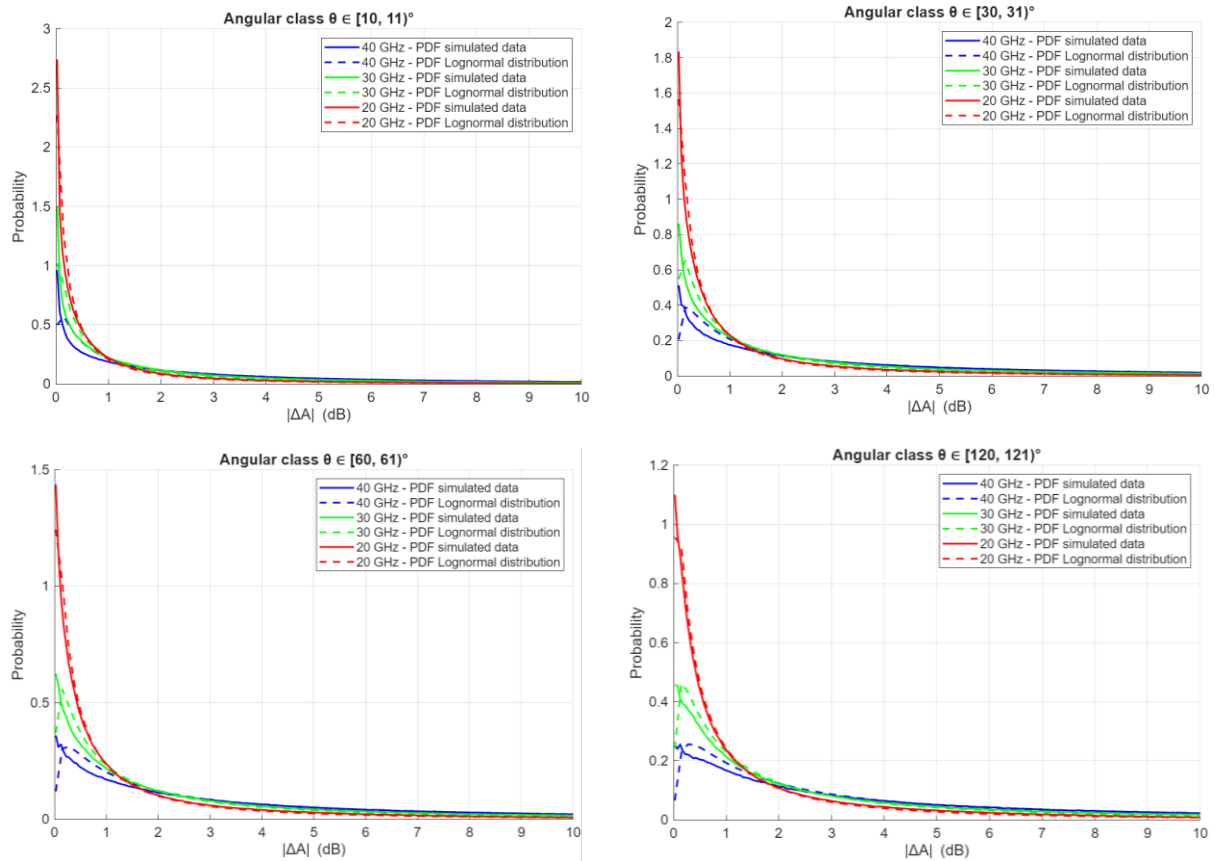 Angular class θ ∈ [10, 11)°
3
2.5
2
1.5
1
0.5
0
Probability
40 GHz - PDF simulated data
40 GHz - PDF Lognormal distribution
30 GHz - PDF simulated data
30 GHz - PDF Lognormal distribution
20 GHz - PDF simulated data
20 GHz - PDF Lognormal distribution
0 1 2 3 4 5 6 7 8 9 10
|ΔA| (dB)
Angular class θ ∈ [30, 31)°
2
1.8
1.6
1.4
1.2
1
0.8
0.6
0.4
0.2
0
Probability
40 GHz - PDF simulated data
40 GHz - PDF Lognormal distribution
30 GHz - PDF simulated data
30 GHz - PDF Lognormal distribution
20 GHz - PDF simulated data
20 GHz - PDF Lognormal distribution
0 1 2 3 4 5 6 7 8 9 10
|ΔA| (dB)
Angular class θ ∈ [60, 61)°
1.5
1
0.5
0
Probability
40 GHz - PDF simulated data
40 GHz - PDF Lognormal distribution
30 GHz - PDF simulated data
30 GHz - PDF Lognormal distribution
20 GHz - PDF simulated data
20 GHz - PDF Lognormal distribution
0 1 2 3 4 5 6 7 8 9 10
|ΔA| (dB)
Angular class θ ∈ [120, 121)°
1.2
1
0.8
0.6
0.4
0.2
0
Probability
40 GHz - PDF simulated data
40 GHz - PDF Lognormal distribution
30 GHz - PDF simulated data
30 GHz - PDF Lognormal distribution
20 GHz - PDF simulated data
20 GHz - PDF Lognormal distribution
0 1 2 3 4 5 6 7 8 9 10
|ΔA| (dB)